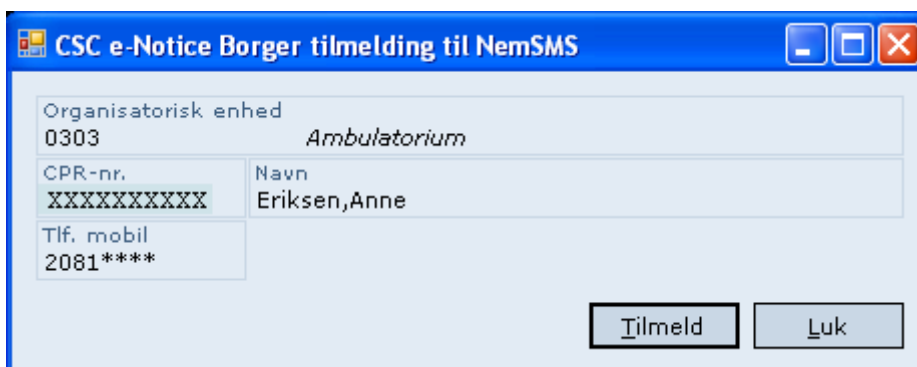 CSC e-Notice Borger tilmelding til NemSMS
Organisatorisk enhed
0303 Ambulatorium
CPR-nr. Navn
XXXXXXXXXX Eriksen,Anne
Tlf. mobil
2081****
Tilmeld Luk